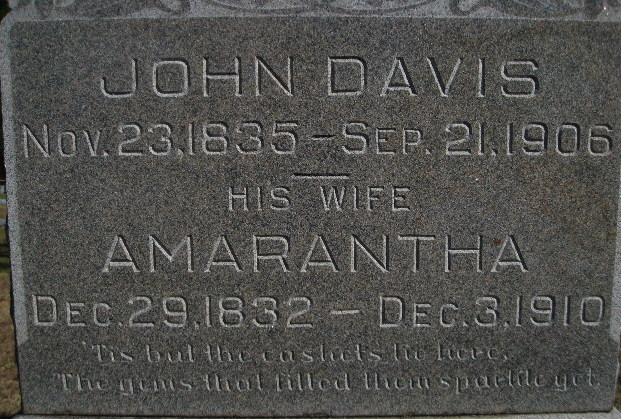 JOHN DAVIS
NOV. 23, 1835 – SEP. 21, 1906
HIS WIFE
AMARANTHA
DEC. 29, 1832 – DEC. 3, 1910
'Tis but the caskets lie here,
The gems that filled them sparkle yet.